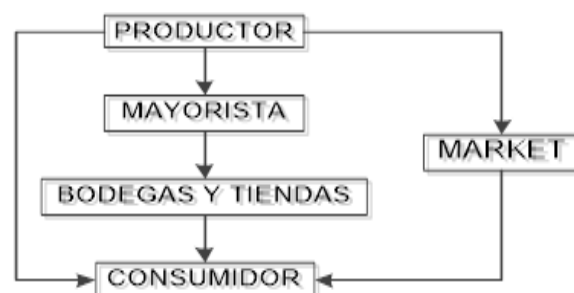 PRODUCTOR
MAYORISTA
MARKET
BODEGAS Y TIENDAS
CONSUMIDOR